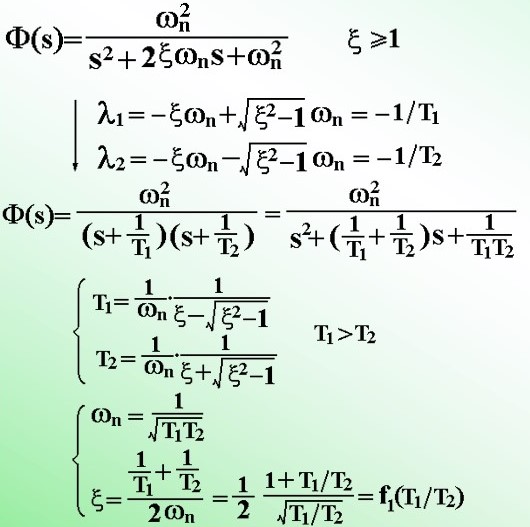 Φ(s)=ωn²/(s²+2ξωns+ωn²)  ξ≥1
λ1=−ξωn+√(ξ²−1) ωn=−1/T1
λ2=−ξωn−√(ξ²−1) ωn=−1/T2
Φ(s)=ωn²/((s+1/T1)(s+1/T2))=ωn²/(s²+(1/T1+1/T2)s+1/(T1T2))
T1=1/ωn·1/(ξ−√(ξ²−1))
T1>T2
T2=1/ωn·1/(ξ+√(ξ²−1))
ωn=1/√(T1T2)
ξ=(1/T1+1/T2)/(2ωn)=1/2 (1+T1/T2)/√(T1/T2)=f1(T1/T2)